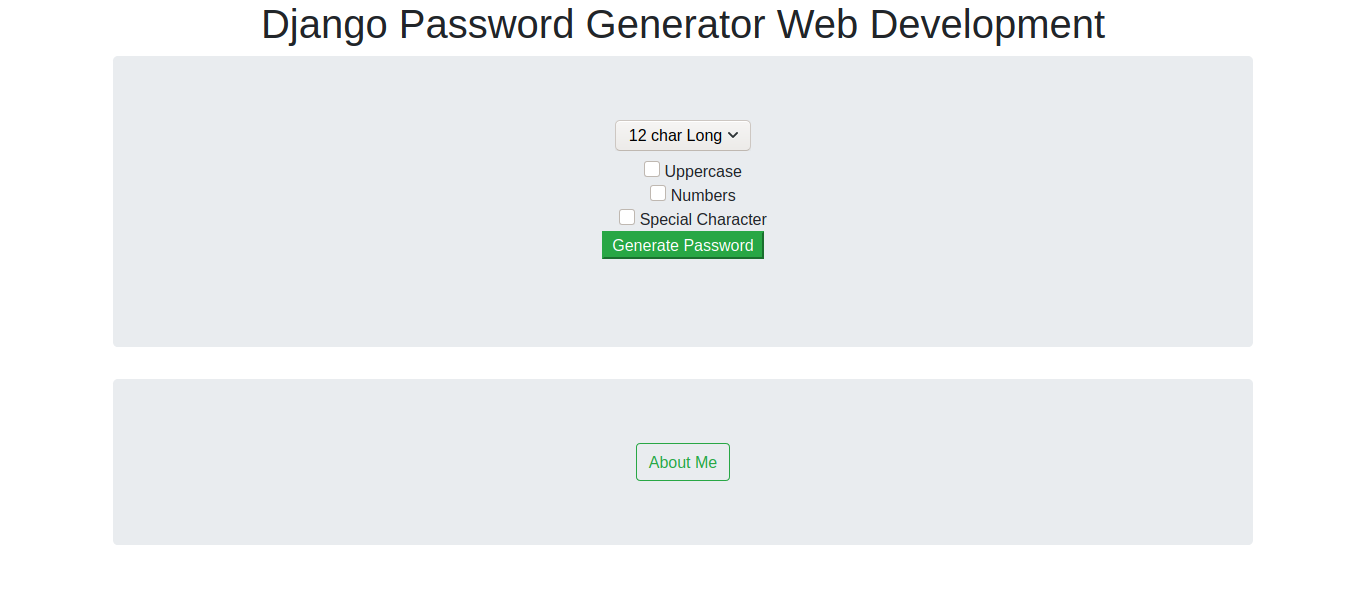 Django Password Generator Web Development
12 char Long
Uppercase
Numbers
Special Character
Generate Password
About Me